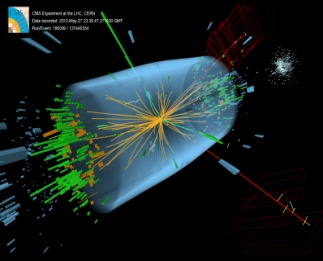 CMS Experiment at the LHC, CERN
Data recorded: 2012-May-27 23:35:47.271030 GMT
Run/Event: 195099 / 137440354